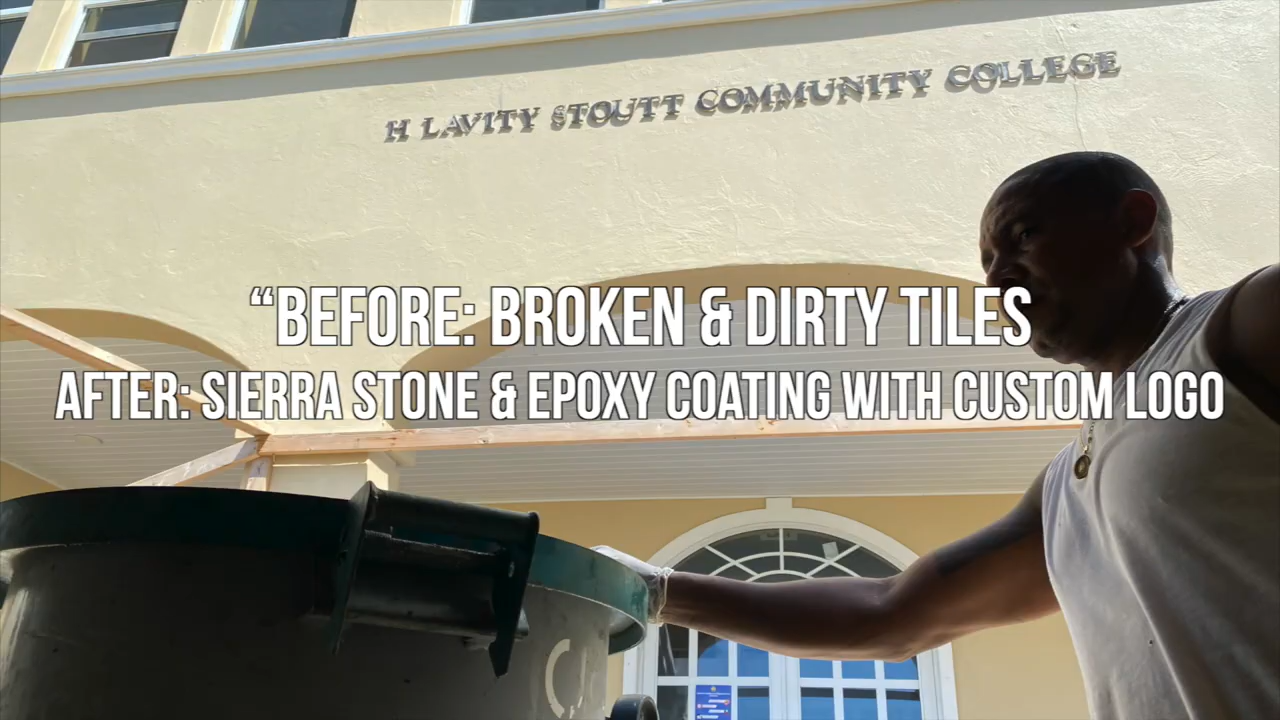 H LAVITY STOUTT COMMUNITY COLLEGE
“BEFORE: BROKEN & DIRTY TILES
AFTER: SIERRA STONE & EPOXY COATING WITH CUSTOM LOGO